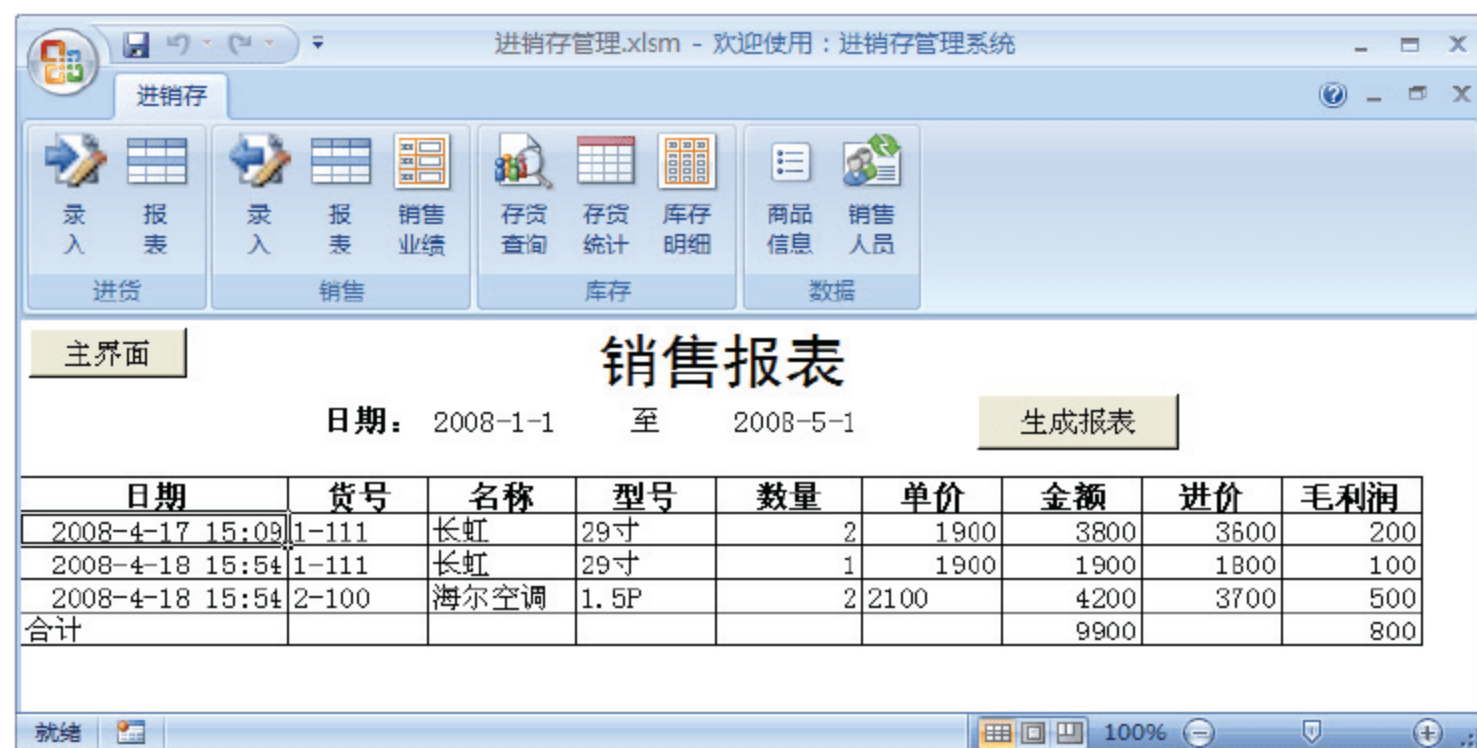 进销存管理.xlsm - 欢迎使用：进销存管理系统
进销存
录入 报表 录入 报表 销售业绩 存货查询 存货统计 库存明细 商品信息 销售人员
进货 销售 库存 数据
主界面 销售报表
日期： 2008-1-1 至 2008-5-1 生成报表
日期 货号 名称 型号 数量 单价 金额 进价 毛利润
2008-4-17 15:09 1-111 长虹 29寸 2 1900 3800 3600 200
2008-4-18 15:54 1-111 长虹 29寸 1 1900 1900 1800 100
2008-4-18 15:54 2-100 海尔空调 1.5P 2 2100 4200 3700 500
合计 9900 800
就绪 100%